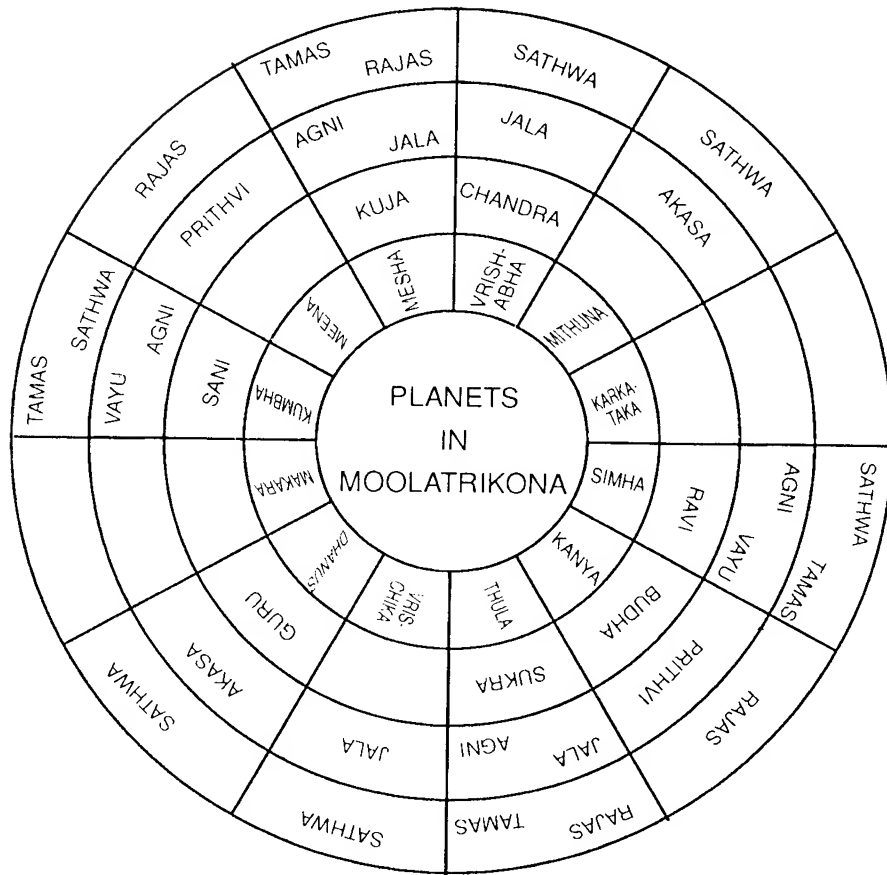 PLANETS
IN
MOOLATRIKONA
MESHA
KUJA
AGNI JALA
TAMAS RAJAS
VRISH-
ABHA
CHANDRA
JALA
SATHWA
MITHUNA
AKASA
SATHWA
KARKA-
TAKA
SIMHA
RAVI
AGNI VAYU
SATHWA TAMAS
KANYA
BUDHA
PRITHVI
RAJAS
THULA
SUKRA
JALA AGNI
RAJAS TAMAS
VRIS-
CHIKA
JALA
SATHWA
DHANUS
GURU
AKASA
SATHWA
MAKARA
KUMBHA
SANI
VAYU AGNI
TAMAS SATHWA
MEENA
PRITHVI
RAJAS